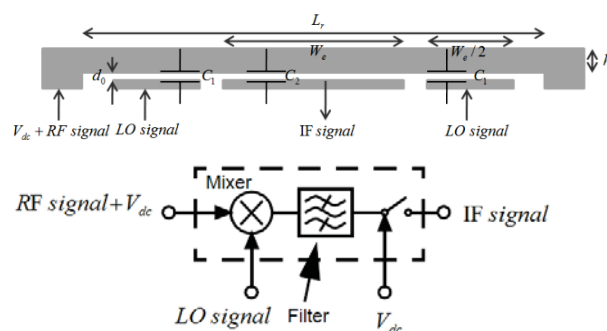 L_r
W_e
W_e/2
h
d_0
C_1
C_2
C_1
V_dc + RF signal
LO signal
IF signal
LO signal
Mixer
RF signal+V_dc
IF signal
LO signal
Filter
V_dc